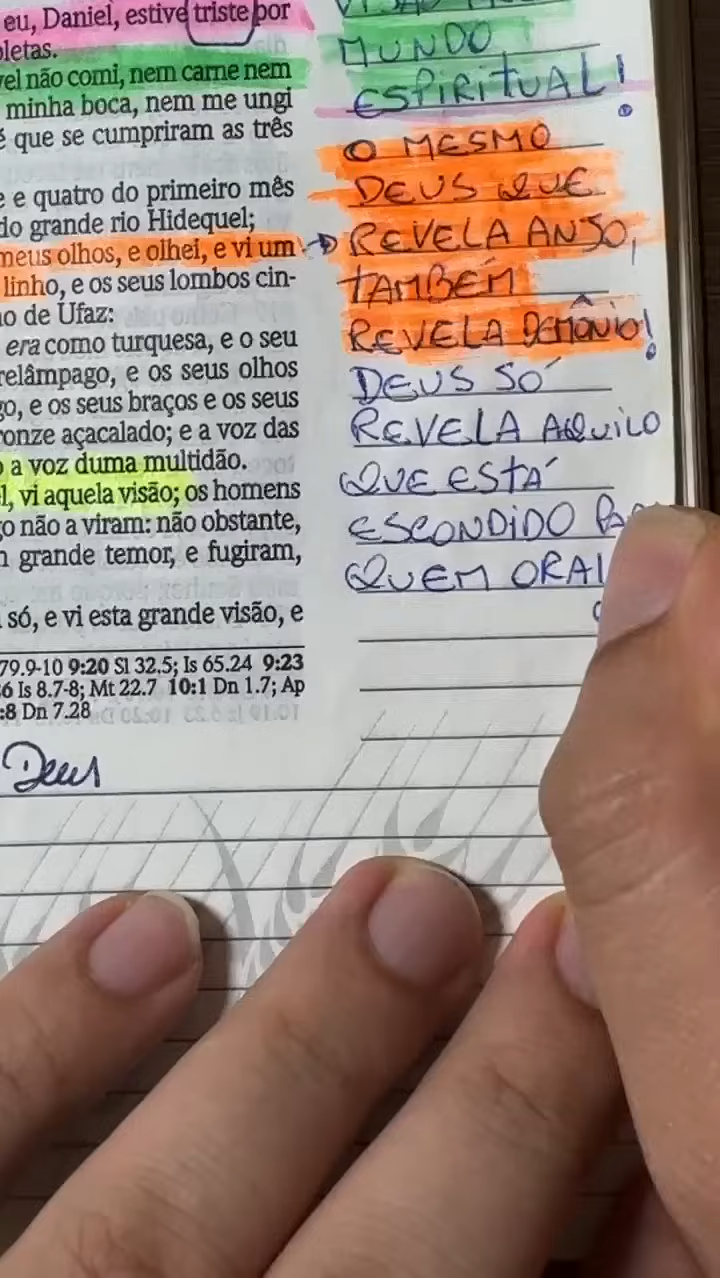 eu, Daniel, estive triste por
pletas.
vel não comi, nem carne nem
minha boca, nem me ungi
é que se cumpriram as três
e e quatro do primeiro mês
do grande rio Hidequel;
meus olhos, e olhei, e vi um
linho, e os seus lombos cin-
no de Ufaz:
era como turquesa, e o seu
relâmpago, e os seus olhos
go, e os seus braços e os seus
ronze açacalado; e a voz das
o a voz duma multidão.
l, vi aquela visão; os homens
go não a viram: não obstante,
m grande temor, e fugiram,
só, e vi esta grande visão, e
79.9-10 9:20 Sl 32.5; Is 65.24 9:23
6 Is 8.7-8; Mt 22.7 10:1 Dn 1.7; Ap
:8 Dn 7.28
Deus
MUNDO
ESPIRITUAL!
O MESMO
DEUS QUE
REVELA ANJO,
TAMBÉM
REVELA DEMÔNIO!
DEUS SÓ
REVELA AQUILO
QUE ESTÁ
ESCONDIDO
QUEM ORA!